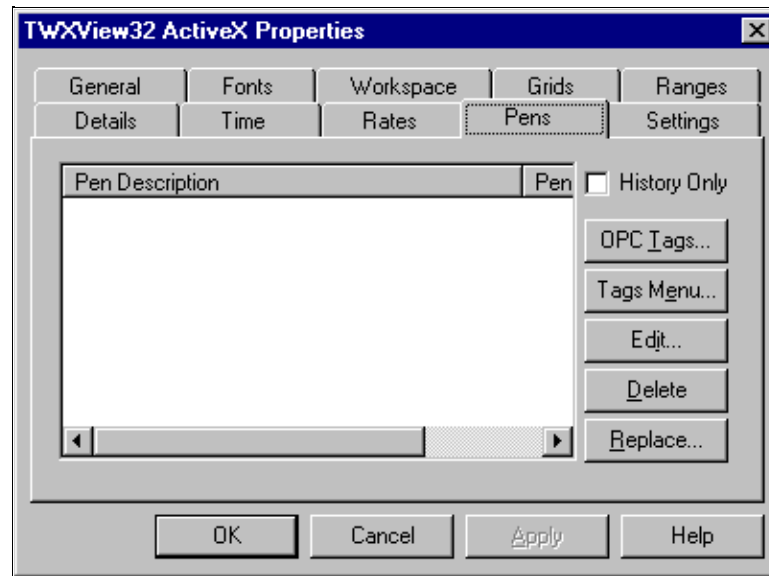 TWXView32 ActiveX Properties
General Fonts Workspace Grids Ranges
Details Time Rates Pens Settings
Pen Description Pen History Only
OPC Tags...
Tags Menu...
Edit...
Delete
Replace...
OK Cancel Apply Help